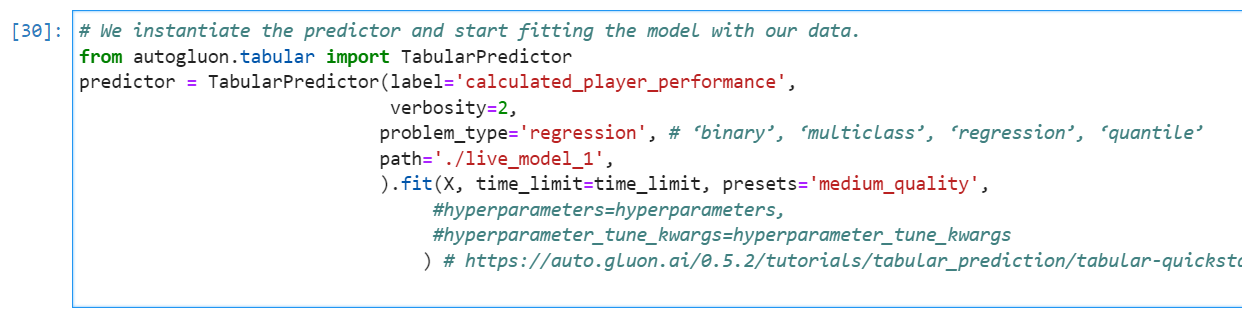 [30]: # We instantiate the predictor and start fitting the model with our data.
from autogluon.tabular import TabularPredictor
predictor = TabularPredictor(label='calculated_player_performance',
verbosity=2,
problem_type='regression', # ‘binary’, ‘multiclass’, ‘regression’, ‘quantile’
path='./live_model_1',
).fit(X, time_limit=time_limit, presets='medium_quality',
#hyperparameters=hyperparameters,
#hyperparameter_tune_kwargs=hyperparameter_tune_kwargs
) # https://auto.gluon.ai/0.5.2/tutorials/tabular_prediction/tabular-quicksta